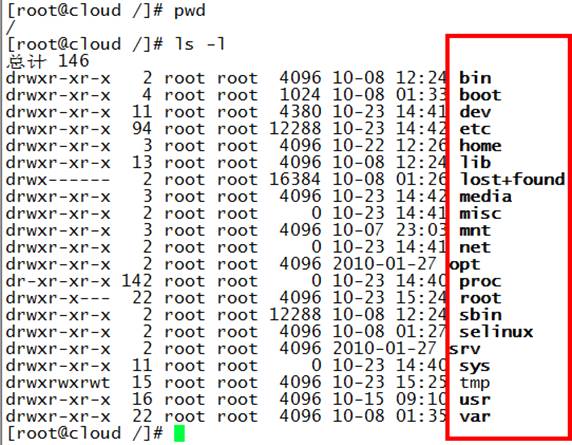 [root@cloud /]# pwd
/
[root@cloud /]# ls -l
总计 146
drwxr-xr-x 2 root root 4096 10-08 12:24 bin
drwxr-xr-x 4 root root 1024 10-08 01:33 boot
drwxr-xr-x 11 root root 4380 10-23 14:41 dev
drwxr-xr-x 94 root root 12288 10-23 14:42 etc
drwxr-xr-x 3 root root 4096 10-22 12:26 home
drwxr-xr-x 13 root root 4096 10-08 12:24 lib
drwx------ 2 root root 16384 10-08 01:26 lost+found
drwxr-xr-x 3 root root 4096 10-23 14:42 media
drwxr-xr-x 2 root root 0 10-23 14:41 misc
drwxr-xr-x 3 root root 4096 10-07 23:03 mnt
drwxr-xr-x 2 root root 0 10-23 14:41 net
drwxr-xr-x 2 root root 4096 2010-01-27 opt
dr-xr-xr-x 142 root root 0 10-23 14:40 proc
drwxr-x--- 22 root root 4096 10-23 15:24 root
drwxr-xr-x 2 root root 12288 10-08 12:24 sbin
drwxr-xr-x 2 root root 4096 10-08 01:27 selinux
drwxr-xr-x 2 root root 4096 2010-01-27 srv
drwxr-xr-x 11 root root 0 10-23 14:40 sys
drwxrwxrwt 15 root root 4096 10-23 15:25 tmp
drwxr-xr-x 16 root root 4096 10-15 09:10 usr
drwxr-xr-x 22 root root 4096 10-08 01:35 var
[root@cloud /]#